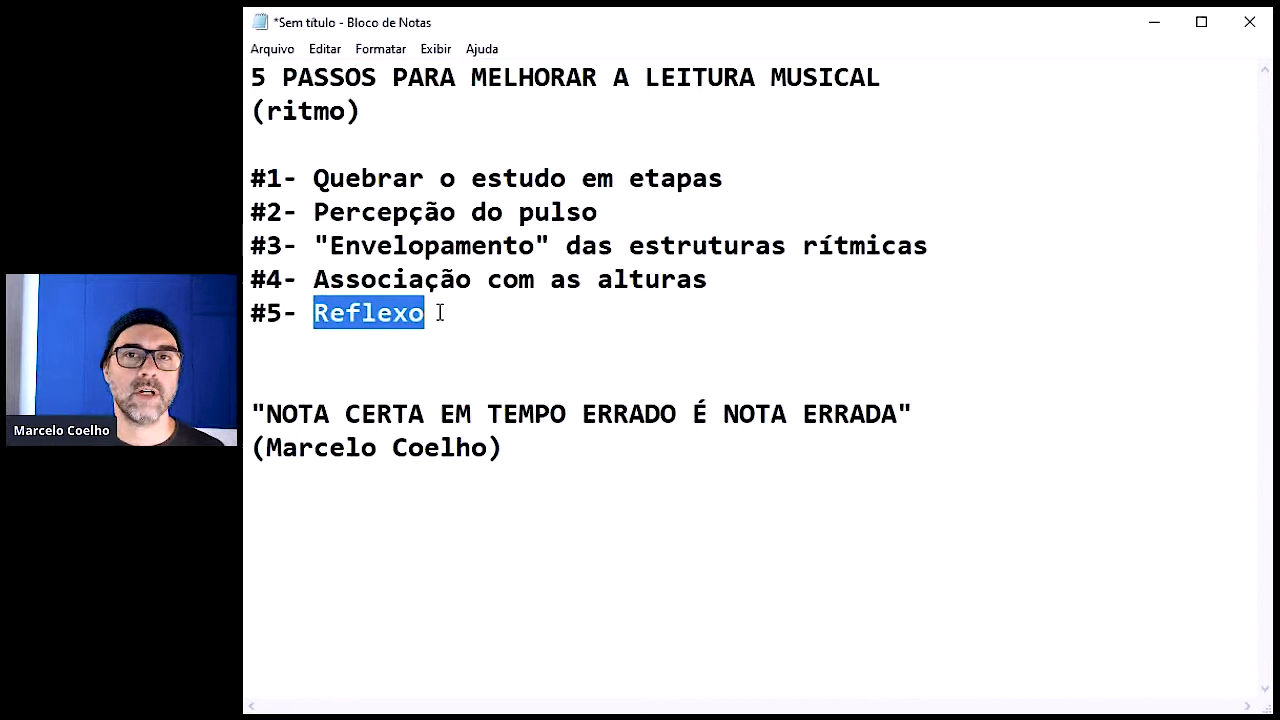 *Sem título - Bloco de Notas
Arquivo Editar Formatar Exibir Ajuda
5 PASSOS PARA MELHORAR A LEITURA MUSICAL
(ritmo)
#1- Quebrar o estudo em etapas
#2- Percepção do pulso
#3- "Envelopamento" das estruturas rítmicas
#4- Associação com as alturas
#5- Reflexo
"NOTA CERTA EM TEMPO ERRADO É NOTA ERRADA"
(Marcelo Coelho)
Marcelo Coelho